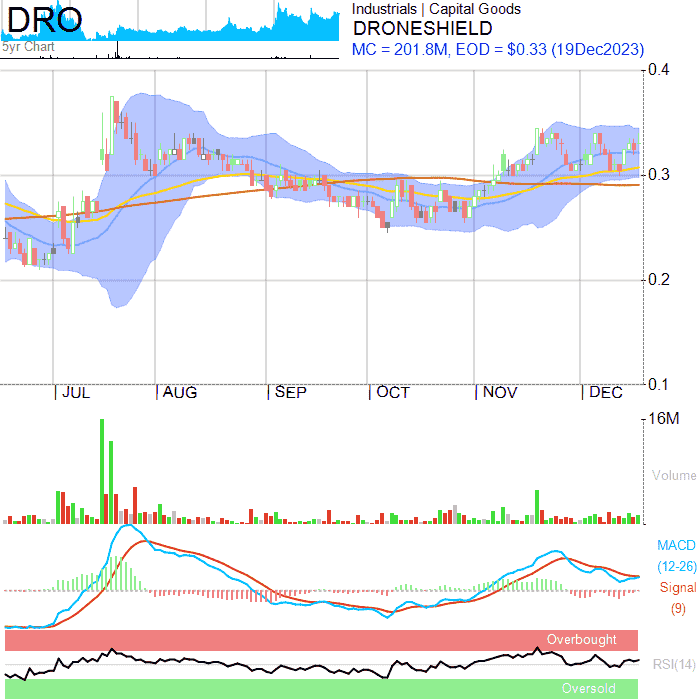 DRO
5yr Chart
Industrials | Capital Goods
DRONESHIELD
MC = 201.8M, EOD = $0.33 (19Dec2023)
0.4
0.3
0.2
0.1
JUL
AUG
SEP
OCT
NOV
DEC
16M
Volume
MACD
(12-26)
Signal
(9)
Overbought
RSI(14)
Oversold